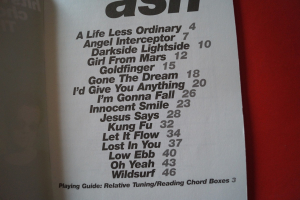 ash
A Life Less Ordinary 4
Angel Interceptor 7
Darkside Lightside 10
Girl From Mars 12
Goldfinger 15
Gone The Dream 18
I'd Give You Anything 20
I'm Gonna Fall 26
Innocent Smile 23
Jesus Says 28
Kung Fu 32
Let It Flow 34
Lost In You 37
Low Ebb 40
Oh Yeah 43
Wildsurf 46
Playing Guide: Relative Tuning/Reading Chord Boxes 3